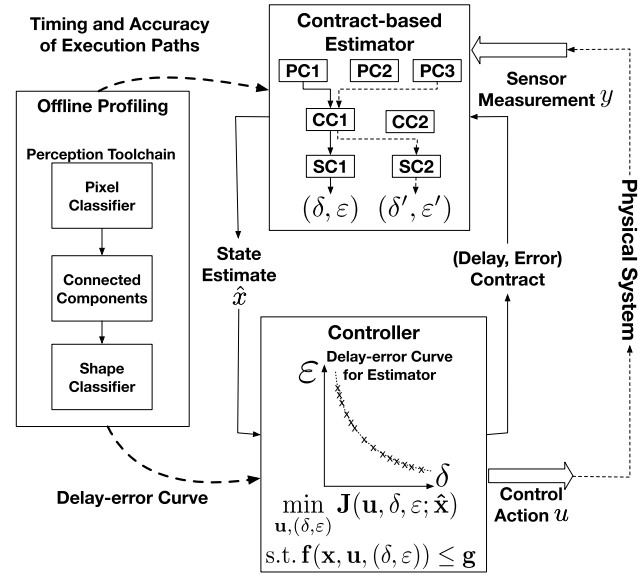 Timing and Accuracy
of Execution Paths
Contract-based
Estimator
PC1 PC2 PC3
CC1 CC2
SC1 SC2
(δ, ε) (δ′, ε′)
Sensor
Measurement y
Offline Profiling
Perception Toolchain
Pixel
Classifier
Connected
Components
Shape
Classifier
State
Estimate
x̂
(Delay, Error)
Contract
Physical System
Controller
Delay-error Curve
for Estimator
ε
δ
min J(u, δ, ε; x̂)
u,(δ,ε)
s.t. f(x, u, (δ, ε)) ≤ g
Delay-error Curve
Control
Action u